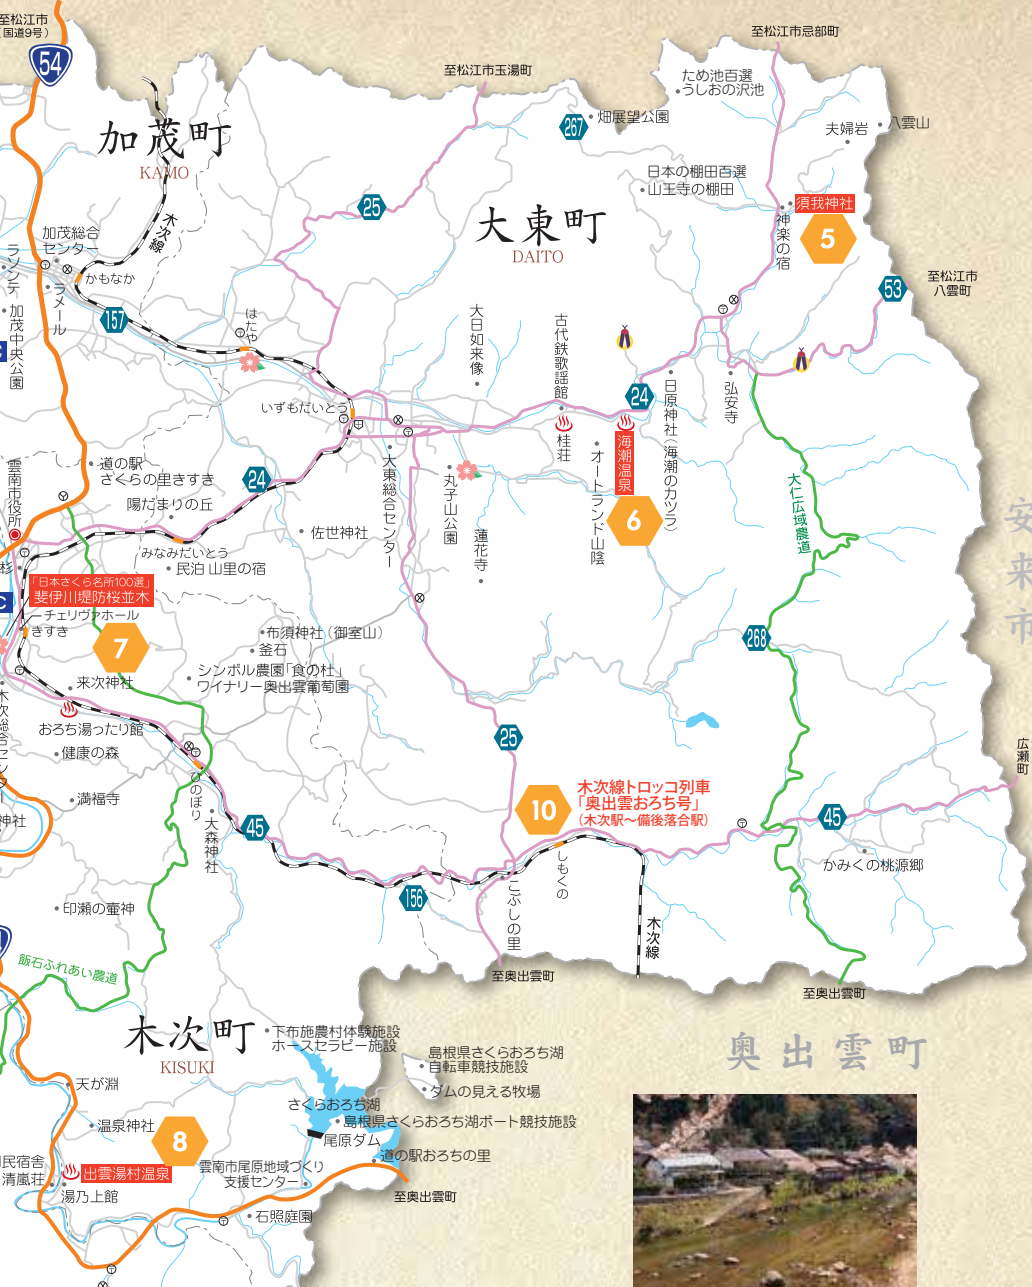 至松江市
国道9号)
54
至松江市玉湯町
至松江市忌部町
ため池百選
うしおの沢池
加茂町
KAMO
267
畑展望公園
夫婦岩
八雲山
日本の棚田百選
山王寺の棚田
25
大東町
DAITO
須我神社
5
神楽の宿
木次線
加茂総合
センター
かもなか
ラメール
加茂中央公園
157
はたや
至松江市
八雲町
53
大日如来像
古代鉄歌謡館
24
日原神社(海潮のカツラ)
弘安寺
いずもだいとう
桂荘
海潮温泉
6
オートランド山陰
大仁広域農道
道の駅
さくらの里きすき
24
陽だまりの丘
雲南市役所
大東総合センター
丸子山公園
蓮花寺
佐世神社
みなみだいとう
民泊 山里の宿
杉
「日本さくら名所100選」
斐伊川堤防桜並木
チェリヴァホール
きすき
7
布須神社(御室山)
釜石
シンボル農園「食の杜」
ワイナリー奥出雲葡萄園
来次神社
おろち湯ったり館
健康の森
木次総合センター
満福寺
神社
ひのぼり
大森神社
268
安来市
広瀬町
25
10
木次線トロッコ列車
「奥出雲おろち号」
(木次駅〜備後落合駅)
45
45
かみくの桃源郷
しもくの
156
こぶしの里
木次線
印瀬の壷神
飯石ふれあい農道
至奥出雲町
至奥出雲町
木次町
KISUKI
下布施農村体験施設
ホースセラピー施設
奥出雲町
島根県さくらおろち湖
自転車競技施設
ダムの見える牧場
天が淵
さくらおろち湖
島根県さくらおろち湖ボート競技施設
温泉神社
8
尾原ダム
道の駅おろちの里
民宿舎
清嵐荘
出雲湯村温泉
湯乃上館
雲南市尾原地域づくり
支援センター
至奥出雲町
石照庭園